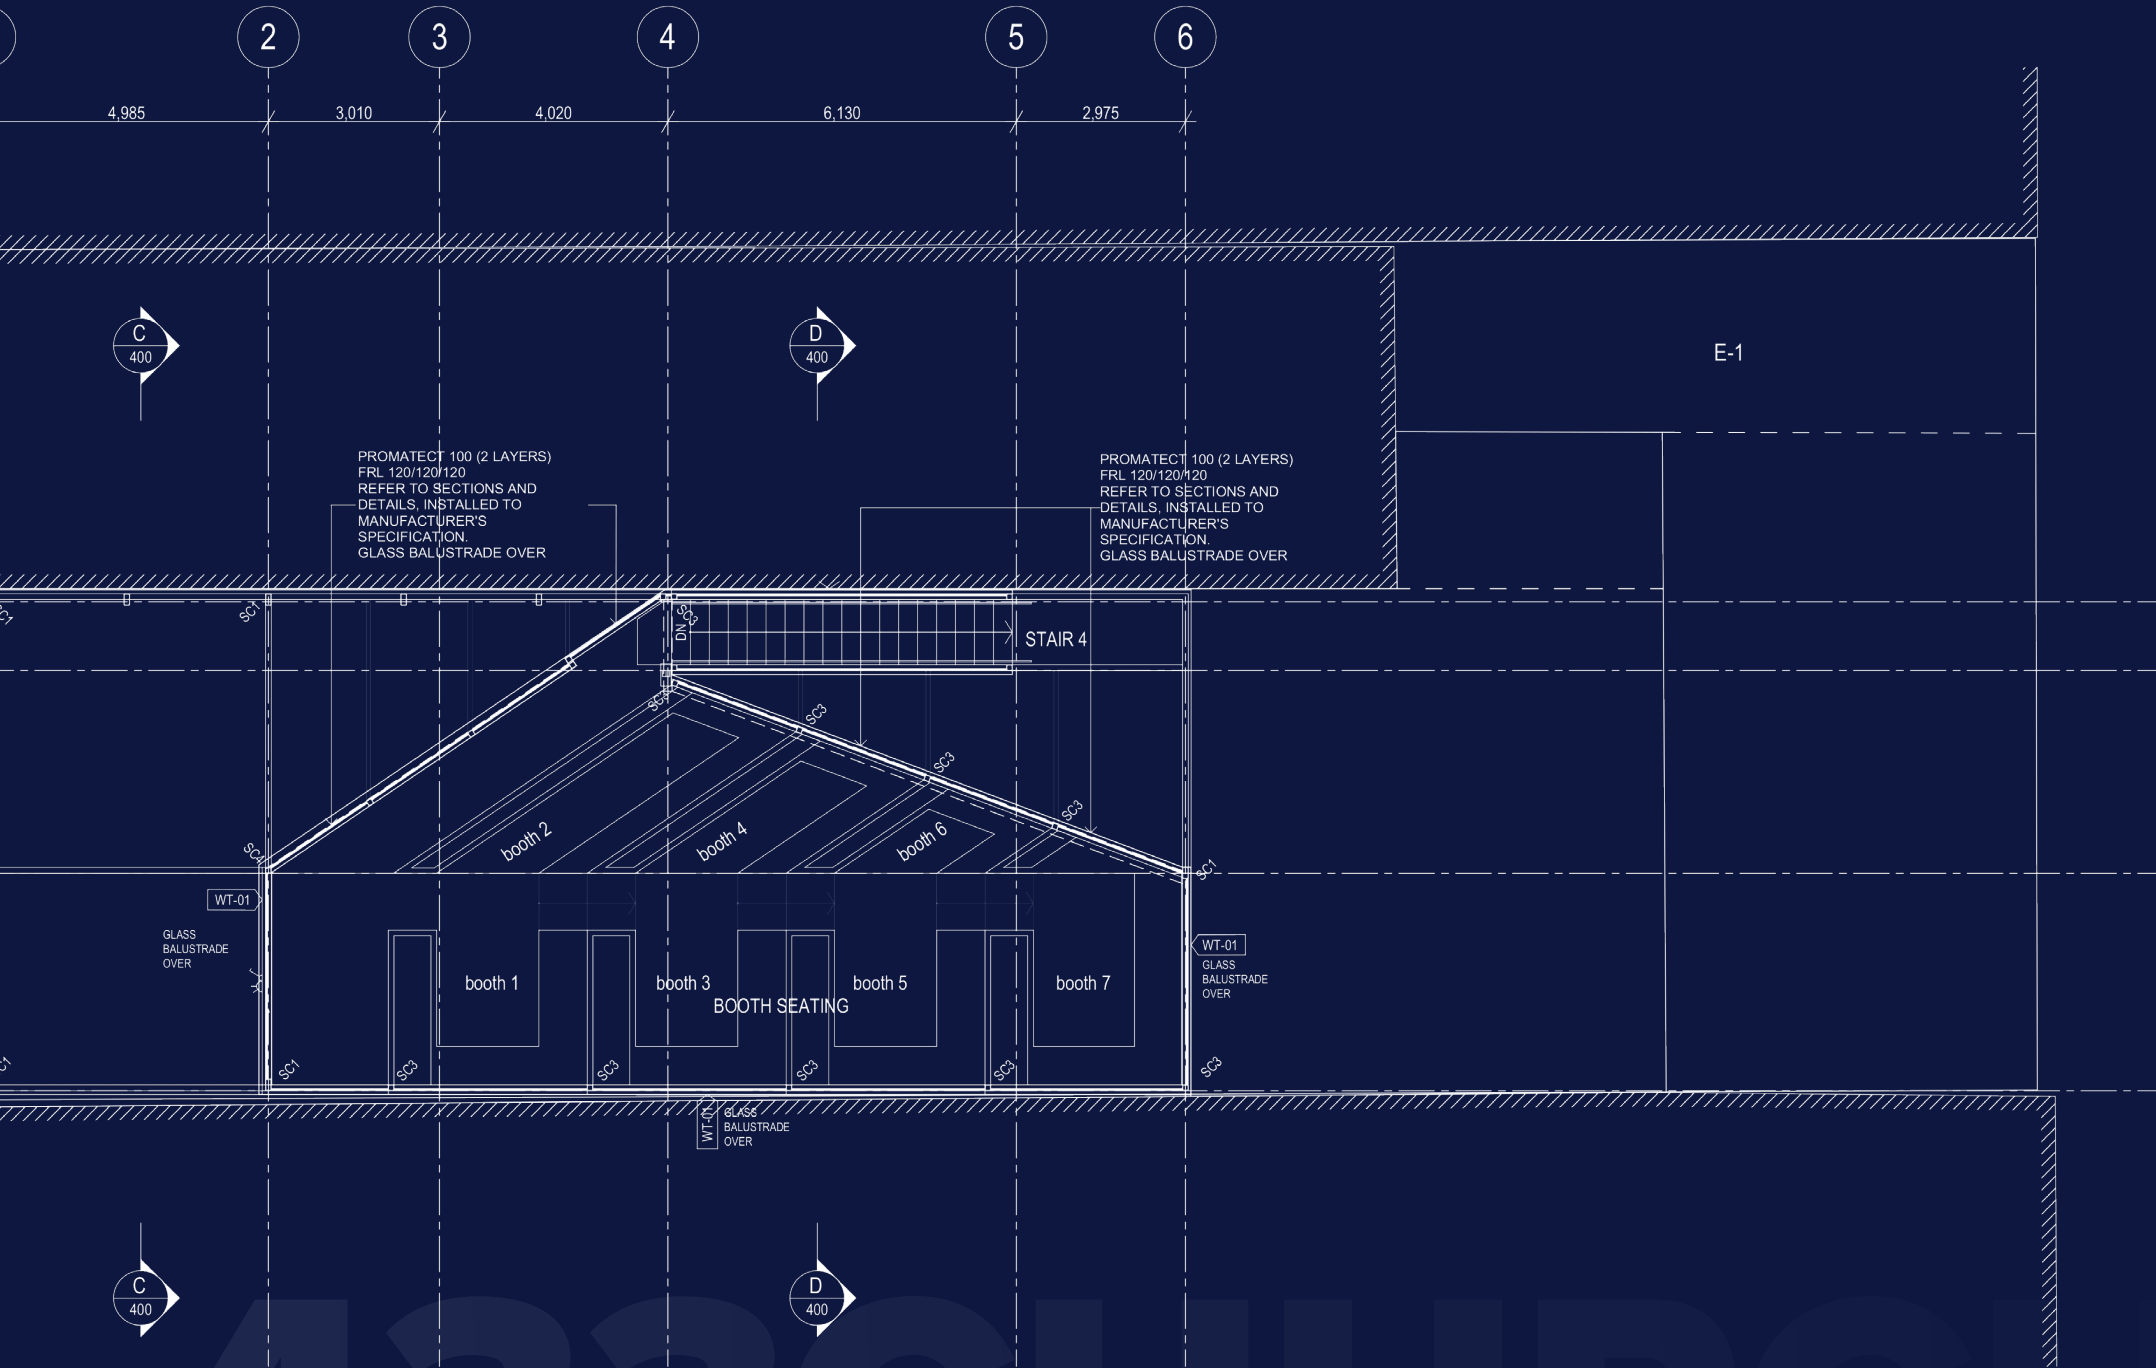 2
3
4
5
6
4,985
3,010
4,020
6,130
2,975
C
400
D
400
E-1
PROMATECT 100 (2 LAYERS)
FRL 120/120/120
REFER TO SECTIONS AND
DETAILS, INSTALLED TO
MANUFACTURER'S
SPECIFICATION.
GLASS BALUSTRADE OVER
PROMATECT 100 (2 LAYERS)
FRL 120/120/120
REFER TO SECTIONS AND
DETAILS, INSTALLED TO
MANUFACTURER'S
SPECIFICATION.
GLASS BALUSTRADE OVER
SC1
SC3
DN
STAIR 4
SC3
SC3
SC3
booth 2
booth 4
booth 6
SC4
SC1
WT-01
GLASS
BALUSTRADE
OVER
WT-01
GLASS
BALUSTRADE
OVER
booth 1
booth 3
booth 5
booth 7
BOOTH SEATING
SC1
SC3
SC3
SC3
SC3
SC3
WT-01
GLASS
BALUSTRADE
OVER
C
400
D
400